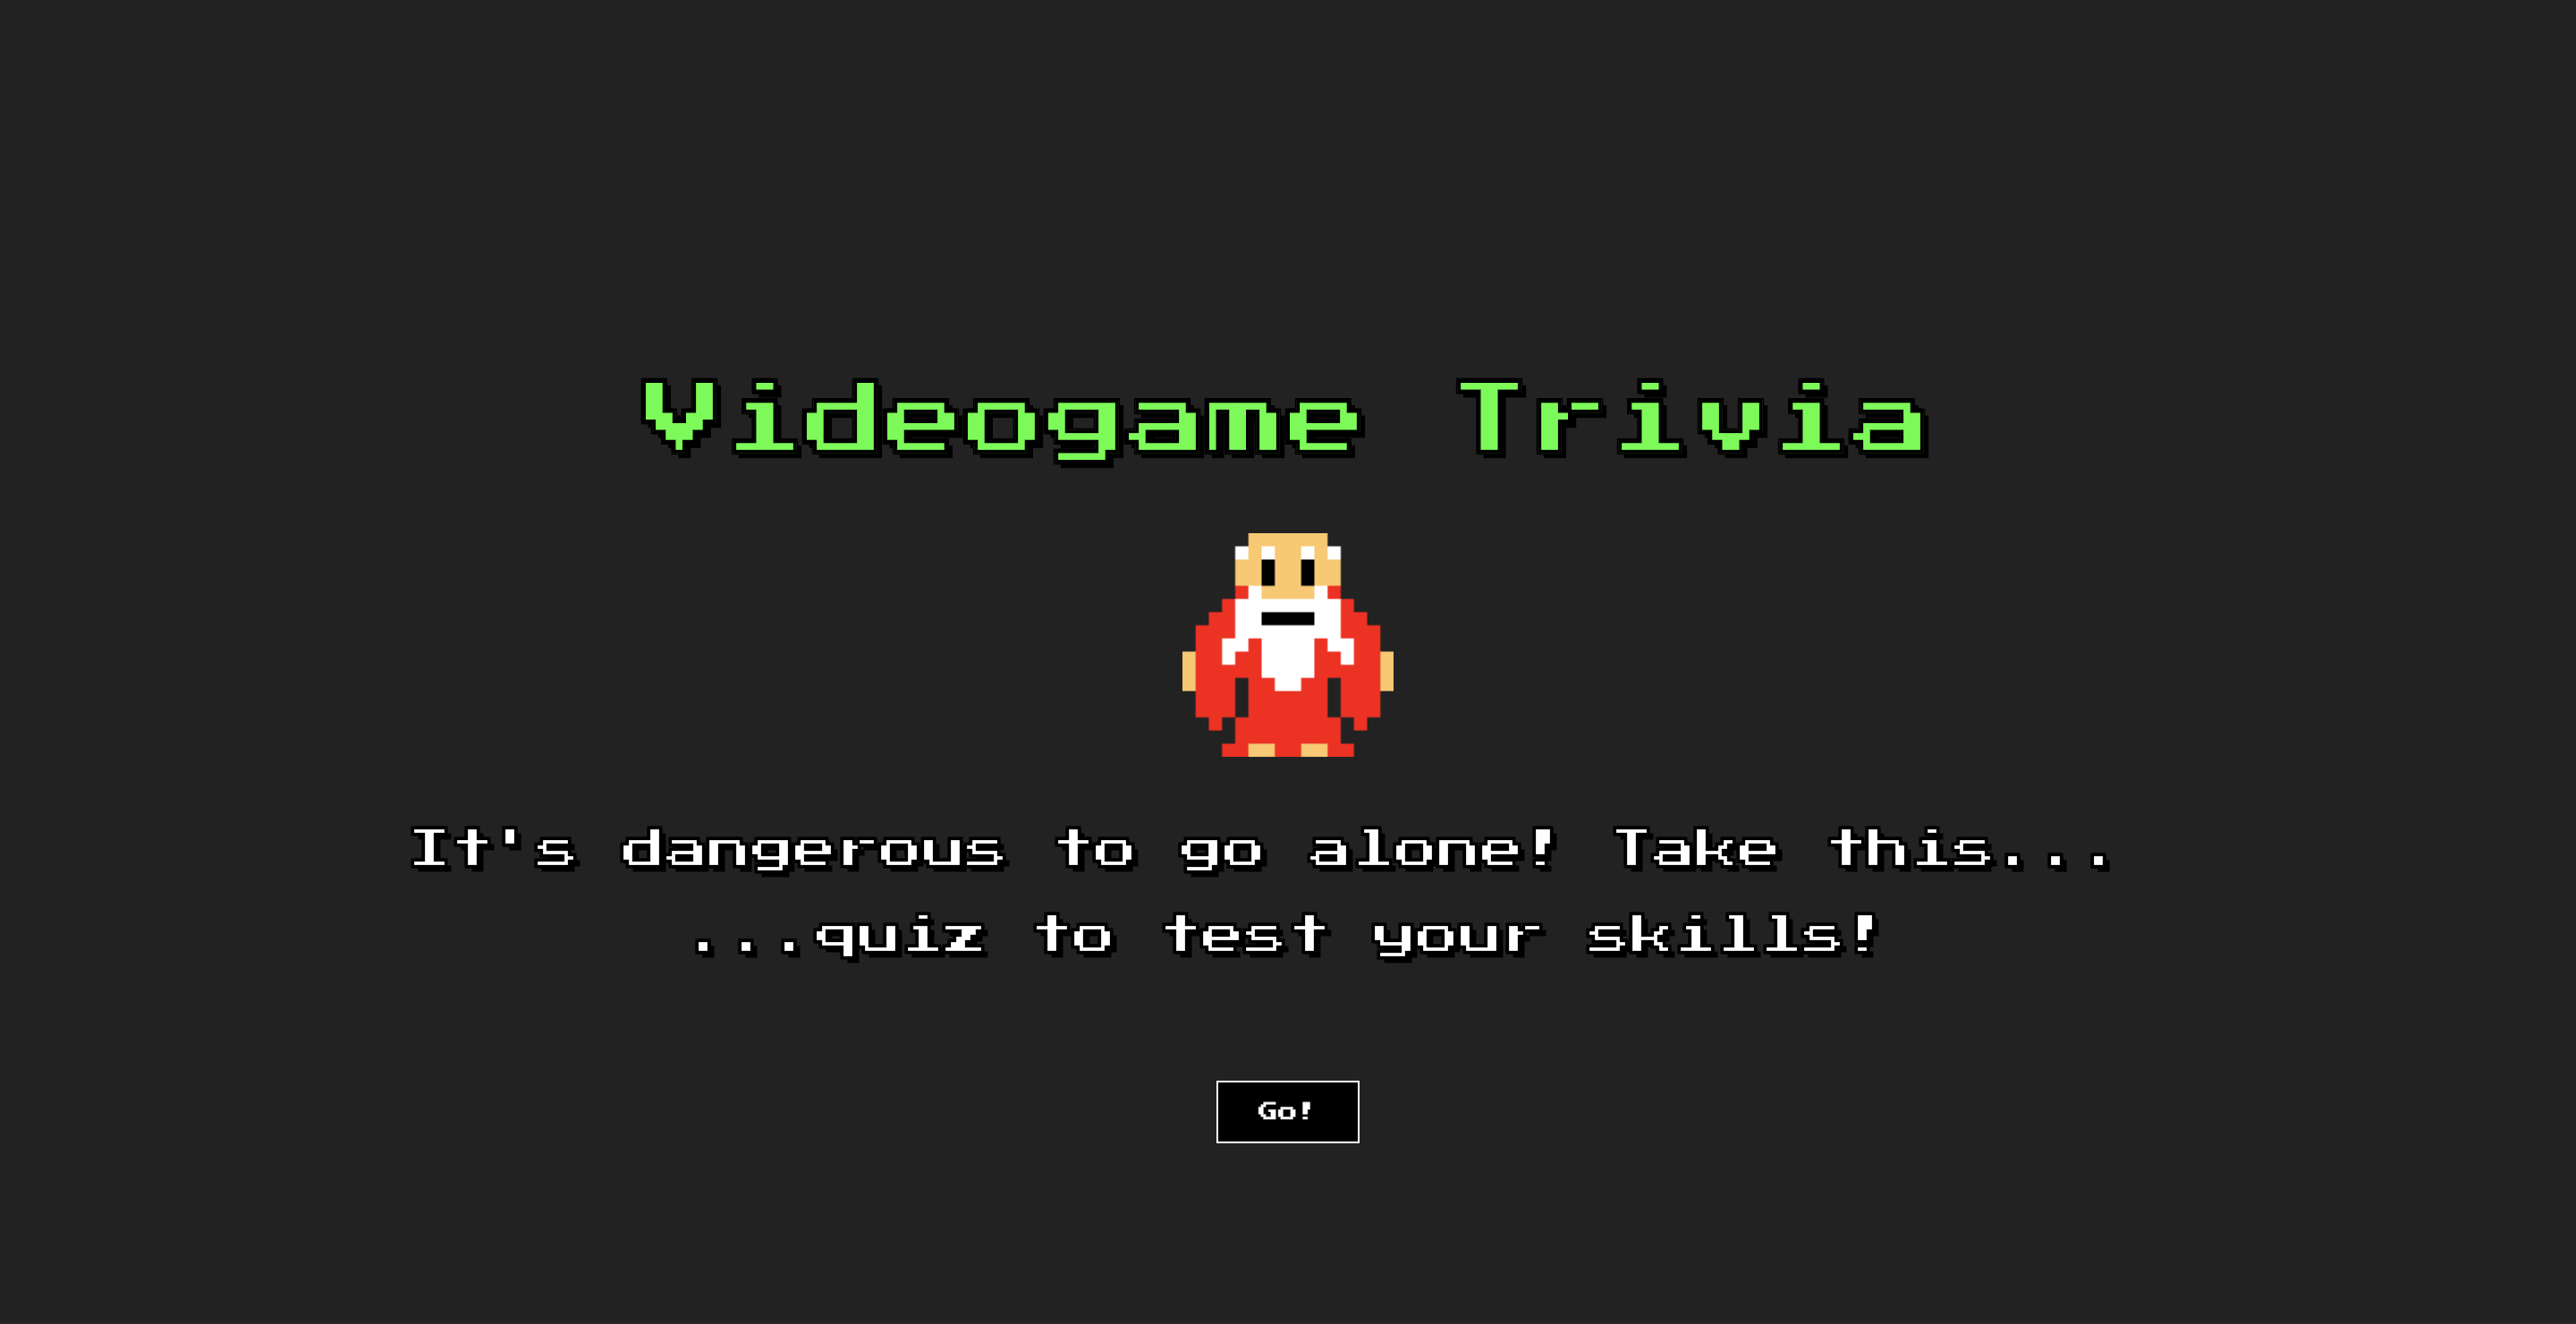 Videogame Trivia
It's dangerous to go alone! Take this...
...quiz to test your skills!
Go!